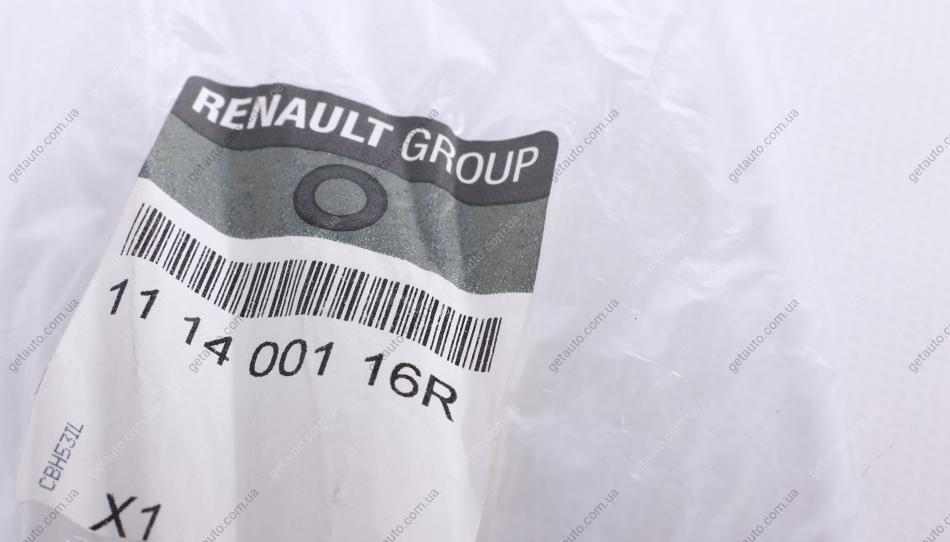 RENAULT GROUP
11 14 001 16R
CBH53IL
X1
getauto.com.ua